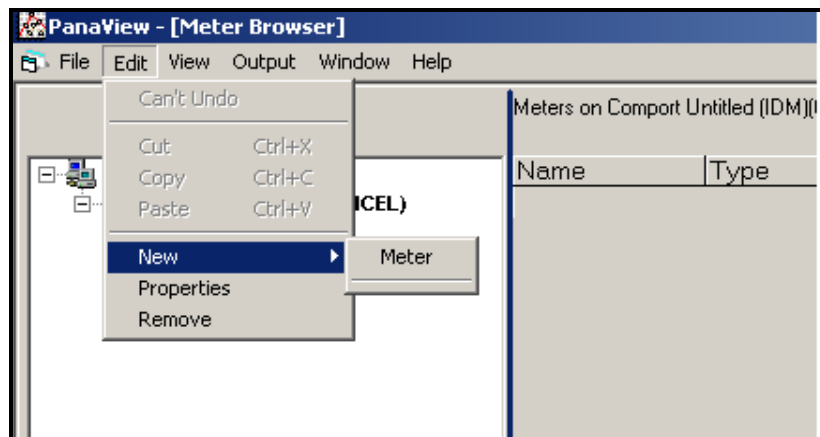 PanaView - [Meter Browser]
File Edit View Output Window Help
Can't Undo
Meters on Comport Untitled (IDM)(
Cut Ctrl+X
Name Type
Copy Ctrl+C
Paste Ctrl+V
ICEL)
New Meter
Properties
Remove